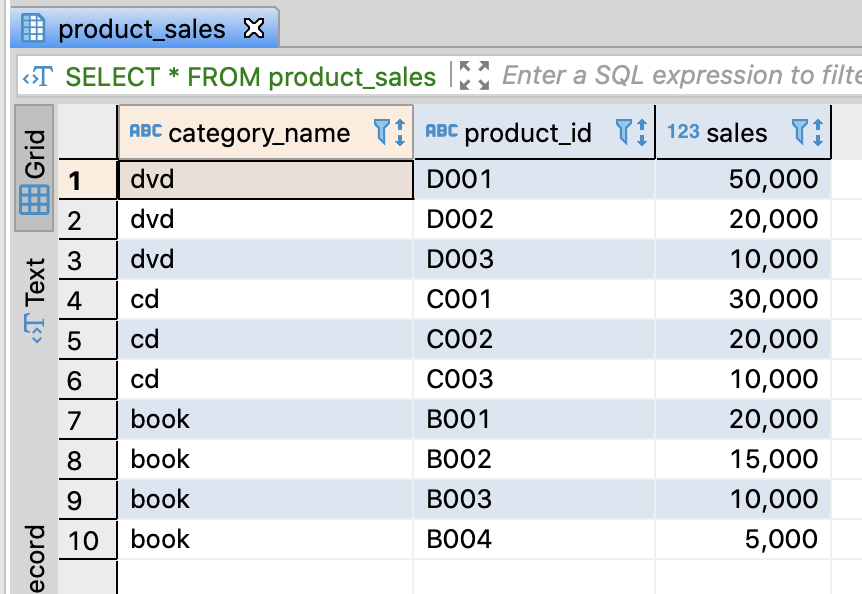 product_sales
SELECT * FROM product_sales Enter a SQL expression to filte
Grid
Text
ecord
ABC category_name ABC product_id 123 sales
1 dvd D001 50,000
2 dvd D002 20,000
3 dvd D003 10,000
4 cd C001 30,000
5 cd C002 20,000
6 cd C003 10,000
7 book B001 20,000
8 book B002 15,000
9 book B003 10,000
10 book B004 5,000